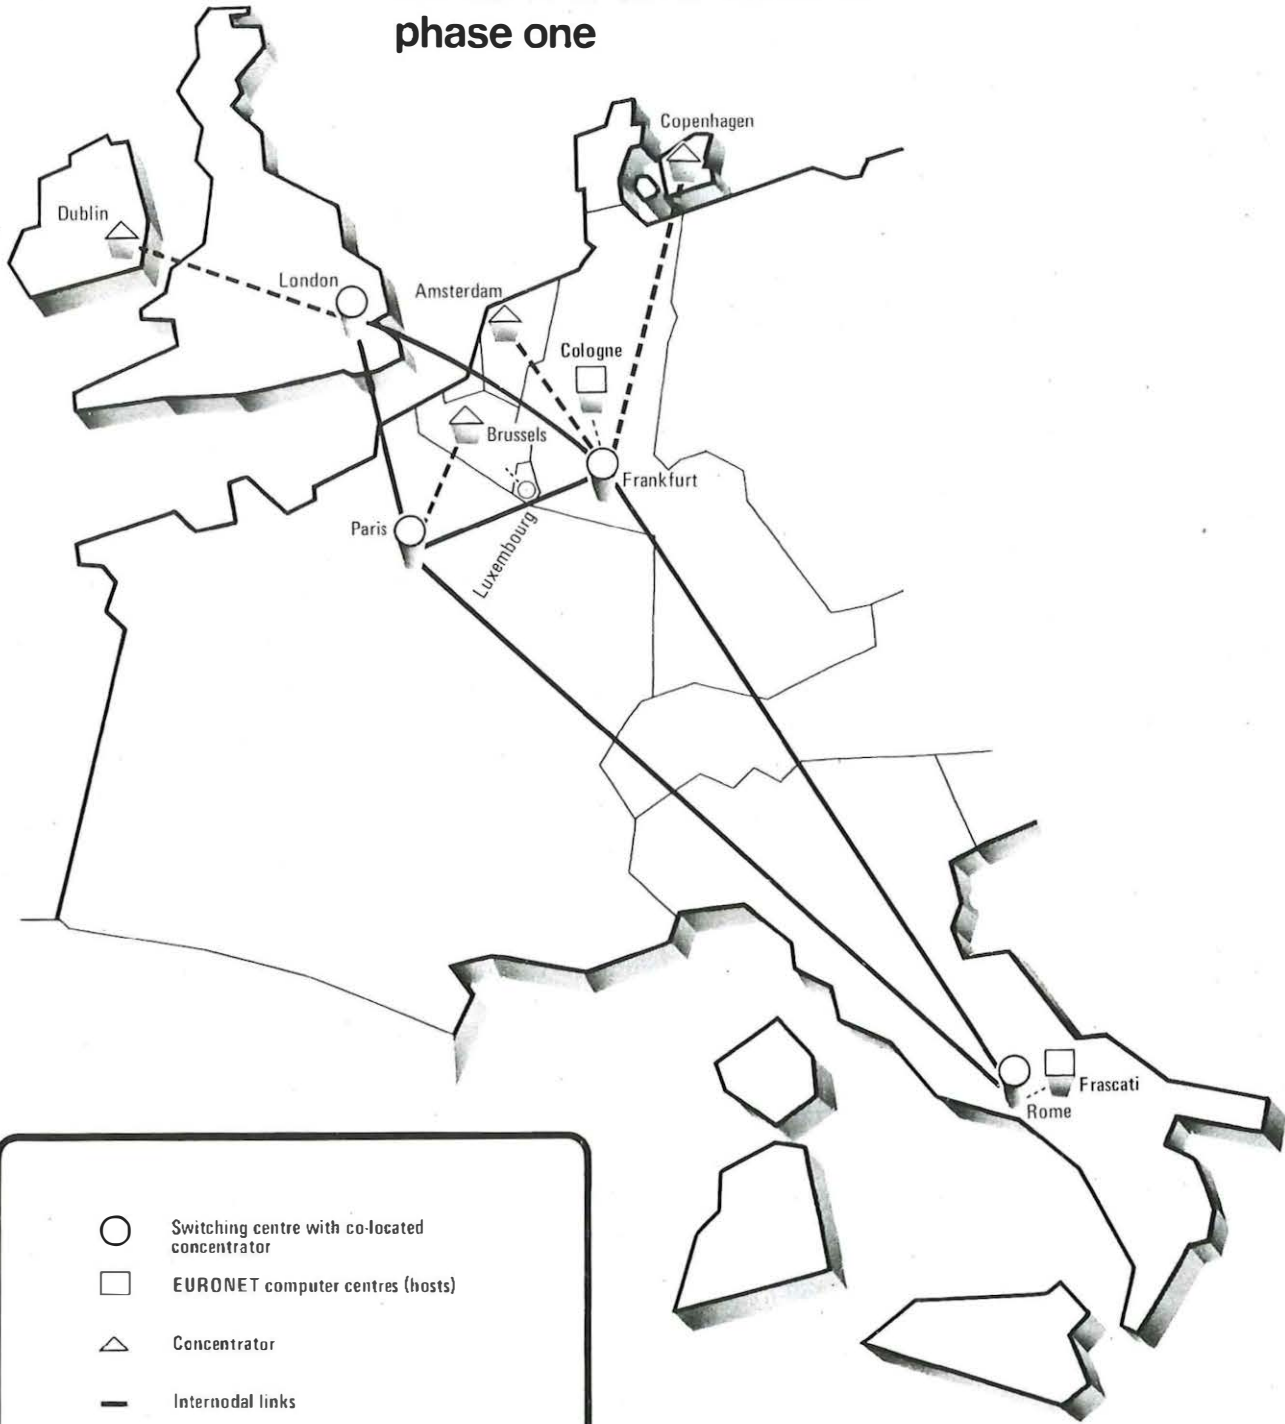 phase one
Copenhagen
Dublin
London
Amsterdam
Cologne
Brussels
Frankfurt
Paris
Luxembourg
Frascati
Rome
Switching centre with co-located
concentrator
EURONET computer centres (hosts)
Concentrator
Internodal links